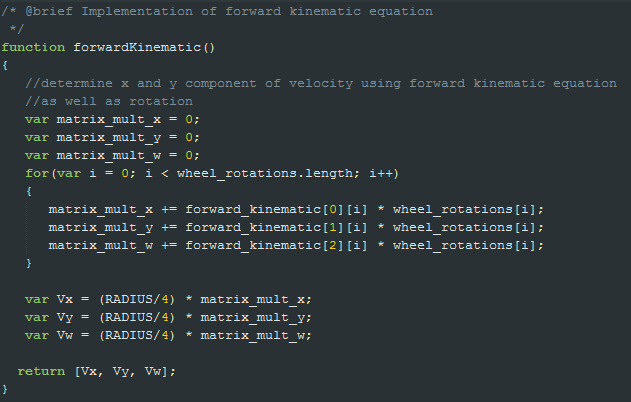 /* @brief Implementation of forward kinematic equation
 */
function forwardKinematic()
{
   //determine x and y component of velocity using forward kinematic equation
   //as well as rotation
   var matrix_mult_x = 0;
   var matrix_mult_y = 0;
   var matrix_mult_w = 0;
   for(var i = 0; i < wheel_rotations.length; i++)
   {
      matrix_mult_x += forward_kinematic[0][i] * wheel_rotations[i];
      matrix_mult_y += forward_kinematic[1][i] * wheel_rotations[i];
      matrix_mult_w += forward_kinematic[2][i] * wheel_rotations[i];
   }

   var Vx = (RADIUS/4) * matrix_mult_x;
   var Vy = (RADIUS/4) * matrix_mult_y;
   var Vw = (RADIUS/4) * matrix_mult_w;

  return [Vx, Vy, Vw];
}